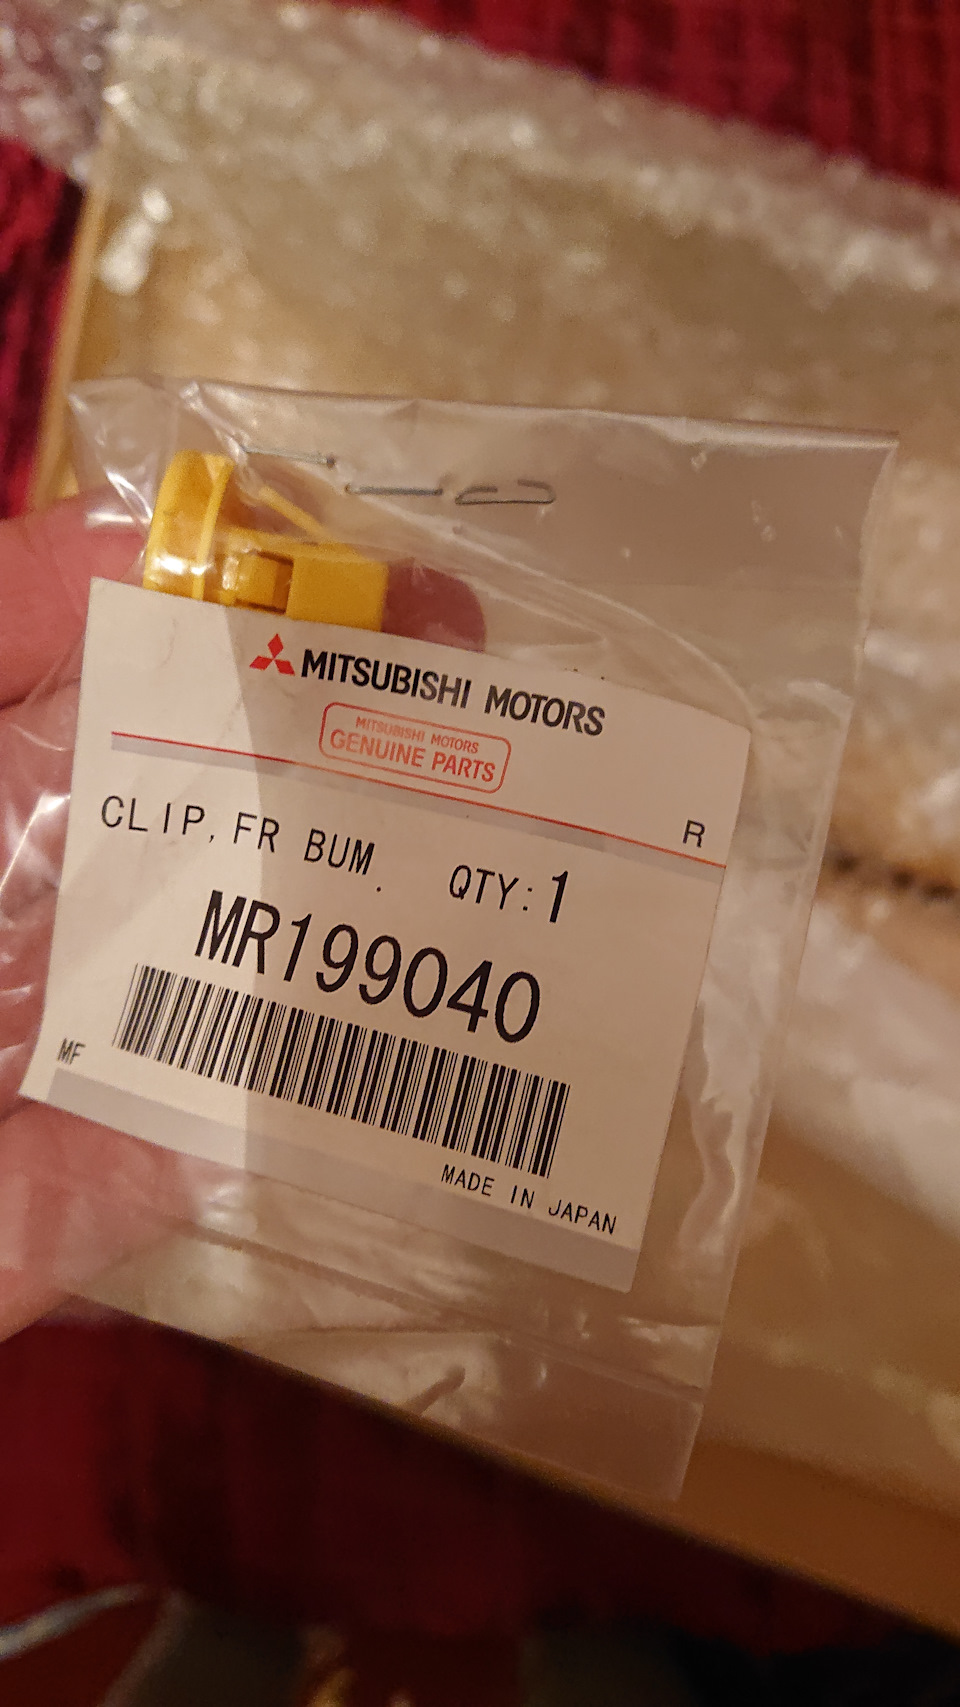 MITSUBISHI MOTORS
MITSUBISHI MOTORS
GENUINE PARTS
R
CLIP, FR BUM. QTY:1
MR199040
MF
MADE IN JAPAN